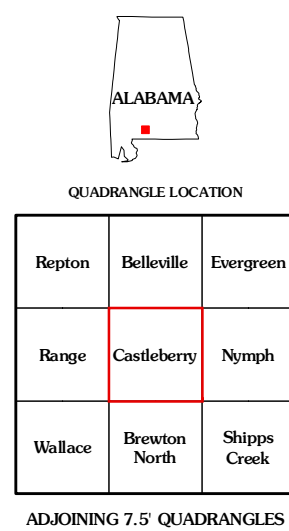 ALABAMA
QUADRANGLE LOCATION
Repton Belleville Evergreen
Range Castleberry Nymph
Wallace Brewton North Shipps Creek
ADJOINING 7.5' QUADRANGLES